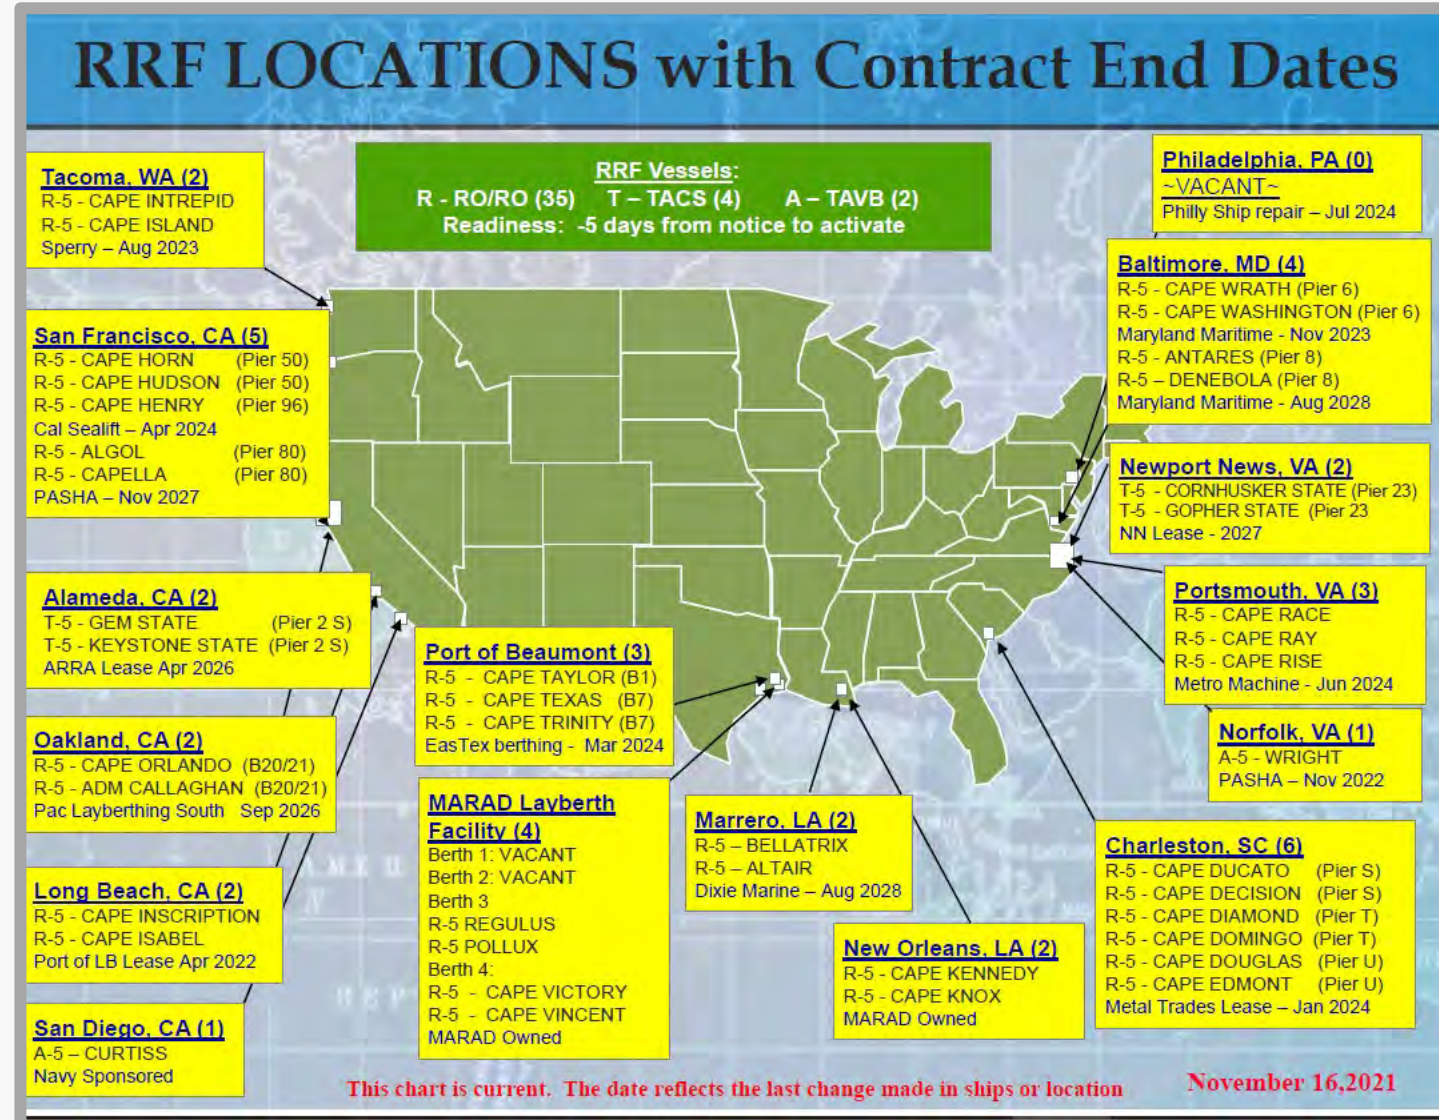 RRF LOCATIONS with Contract End Dates
RRF Vessels:
R - RO/RO (35) T – TACS (4) A – TAVB (2)
Readiness: -5 days from notice to activate
Tacoma, WA (2)
R-5 - CAPE INTREPID
R-5 - CAPE ISLAND
Sperry – Aug 2023
San Francisco, CA (5)
R-5 - CAPE HORN (Pier 50)
R-5 - CAPE HUDSON (Pier 50)
R-5 - CAPE HENRY (Pier 96)
Cal Sealift – Apr 2024
R-5 - ALGOL (Pier 80)
R-5 - CAPELLA (Pier 80)
PASHA – Nov 2027
Alameda, CA (2)
T-5 - GEM STATE (Pier 2 S)
T-5 - KEYSTONE STATE (Pier 2 S)
ARRA Lease Apr 2026
Oakland, CA (2)
R-5 - CAPE ORLANDO (B20/21)
R-5 - ADM CALLAGHAN (B20/21)
Pac Layberthing South Sep 2026
Long Beach, CA (2)
R-5 - CAPE INSCRIPTION
R-5 - CAPE ISABEL
Port of LB Lease Apr 2022
San Diego, CA (1)
A-5 – CURTISS
Navy Sponsored
Port of Beaumont (3)
R-5 - CAPE TAYLOR (B1)
R-5 - CAPE TEXAS (B7)
R-5 - CAPE TRINITY (B7)
EasTex berthing - Mar 2024
MARAD Layberth
Facility (4)
Berth 1: VACANT
Berth 2: VACANT
Berth 3
R-5 REGULUS
R-5 POLLUX
Berth 4:
R-5 - CAPE VICTORY
R-5 - CAPE VINCENT
MARAD Owned
Marrero, LA (2)
R-5 – BELLATRIX
R-5 – ALTAIR
Dixie Marine – Aug 2028
New Orleans, LA (2)
R-5 - CAPE KENNEDY
R-5 - CAPE KNOX
MARAD Owned
Philadelphia, PA (0)
~VACANT~
Philly Ship repair – Jul 2024
Baltimore, MD (4)
R-5 - CAPE WRATH (Pier 6)
R-5 - CAPE WASHINGTON (Pier 6)
Maryland Maritime - Nov 2023
R-5 - ANTARES (Pier 8)
R-5 – DENEBOLA (Pier 8)
Maryland Maritime - Aug 2028
Newport News, VA (2)
T-5 - CORNHUSKER STATE (Pier 23)
T-5 - GOPHER STATE (Pier 23
NN Lease - 2027
Portsmouth, VA (3)
R-5 - CAPE RACE
R-5 - CAPE RAY
R-5 - CAPE RISE
Metro Machine - Jun 2024
Norfolk, VA (1)
A-5 - WRIGHT
PASHA – Nov 2022
Charleston, SC (6)
R-5 - CAPE DUCATO (Pier S)
R-5 - CAPE DECISION (Pier S)
R-5 - CAPE DIAMOND (Pier T)
R-5 - CAPE DOMINGO (Pier T)
R-5 - CAPE DOUGLAS (Pier U)
R-5 - CAPE EDMONT (Pier U)
Metal Trades Lease – Jan 2024
This chart is current. The date reflects the last change made in ships or location
November 16,2021